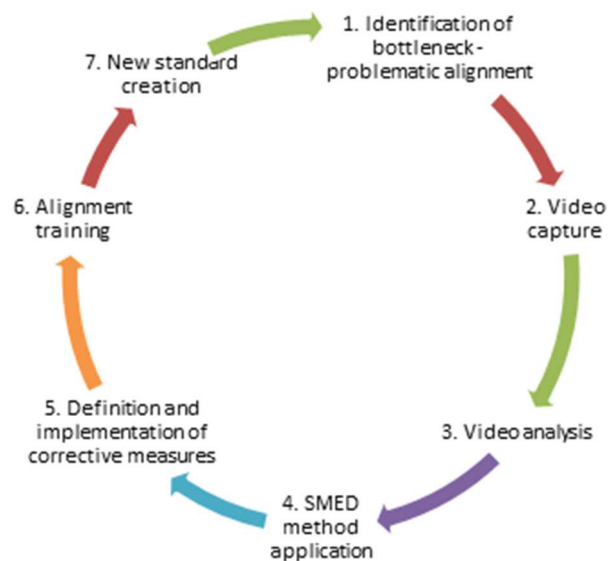 1. Identification of
bottleneck-
problematic alignment
2. Video
capture
3. Video analysis
4. SMED
method
application
5. Definition and
implementation of
corrective measures
6. Alignment
training
7. New standard
creation